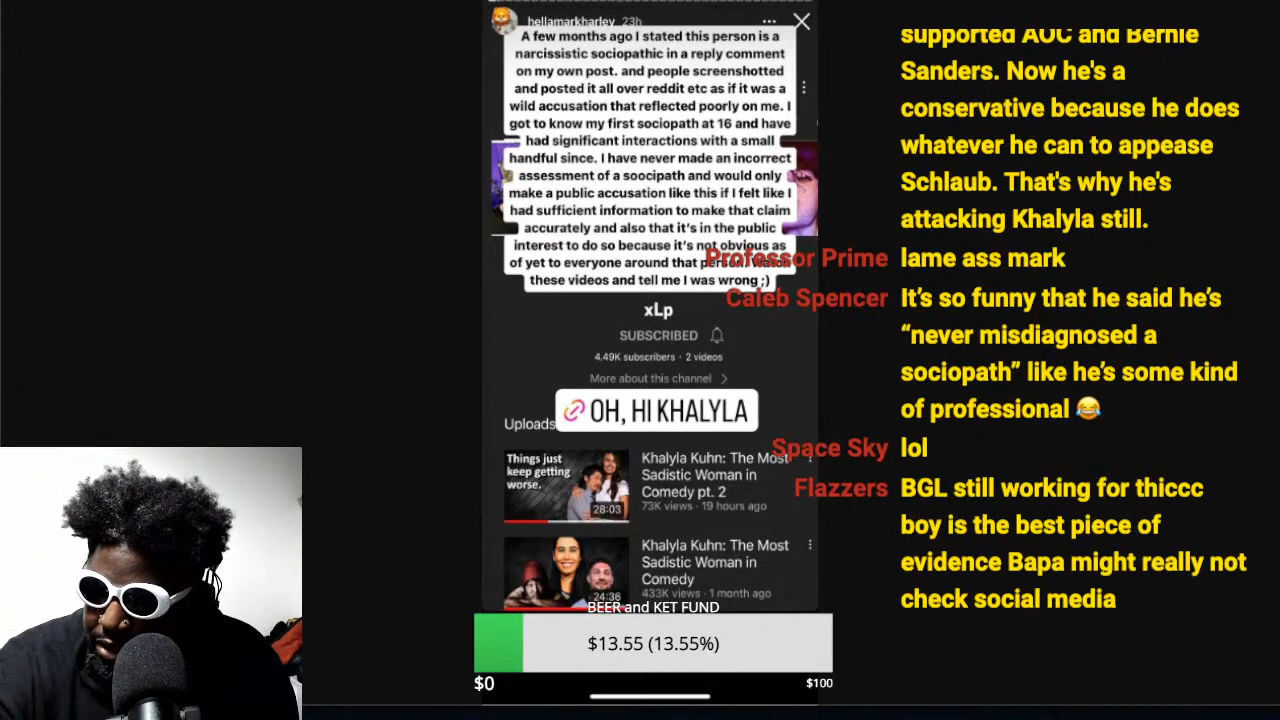 hellamarkharley 23h
A few months ago I stated this person is a
narcissistic sociopathic in a reply comment
on my own post. and people screenshotted
and posted it all over reddit etc as if it was a
wild accusation that reflected poorly on me. I
got to know my first sociopath at 16 and have
had significant interactions with a small
handful since. I have never made an incorrect
assessment of a soocipath and would only
make a public accusation like this if I felt like I
had sufficient information to make that claim
accurately and also that it's in the public
interest to do so because it's not obvious as
of yet to everyone around that person. Watch
these videos and tell me I was wrong ;)
xLp
SUBSCRIBED
4.49K subscribers · 2 videos
More about this channel
OH, HI KHALYLA
Uploads
Things just
keep getting
worse.
28:03
Khalyla Kuhn: The Most
Sadistic Woman in
Comedy pt. 2
73K views · 19 hours ago
24:36
Khalyla Kuhn: The Most
Sadistic Woman in
Comedy
433K views · 1 month ago
BEER and KET FUND
$13.55 (13.55%)
$0
$100
supported AOC and Bernie
Sanders. Now he's a
conservative because he does
whatever he can to appease
Schlaub. That's why he's
attacking Khalyla still.
Professor Prime lame ass mark
Caleb Spencer It's so funny that he said he's
“never misdiagnosed a
sociopath” like he's some kind
of professional 😂
Space Sky lol
Flazzers BGL still working for thiccc
boy is the best piece of
evidence Bapa might really not
check social media